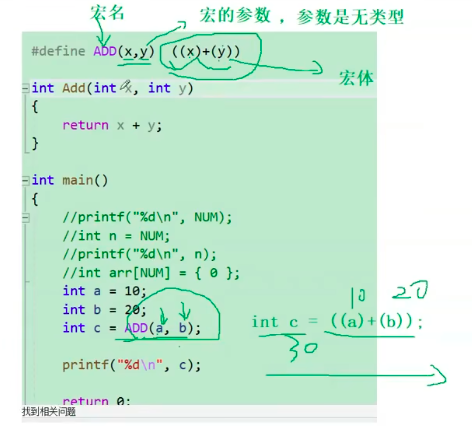 宏名
宏的参数，参数是无类型
#define ADD(x,y) ((x)+(y))
宏体
int Add(int x, int y)
{
return x + y;
}
int main()
{
//printf("%d\n", NUM);
//int n = NUM;
//printf("%d\n", n);
//int arr[NUM] = { 0 };
int a = 10;
int b = 20;
10 20
int c = ADD(a, b);
int c = ((a)+(b));
30
printf("%d\n", c);
return 0;
找到相关问题